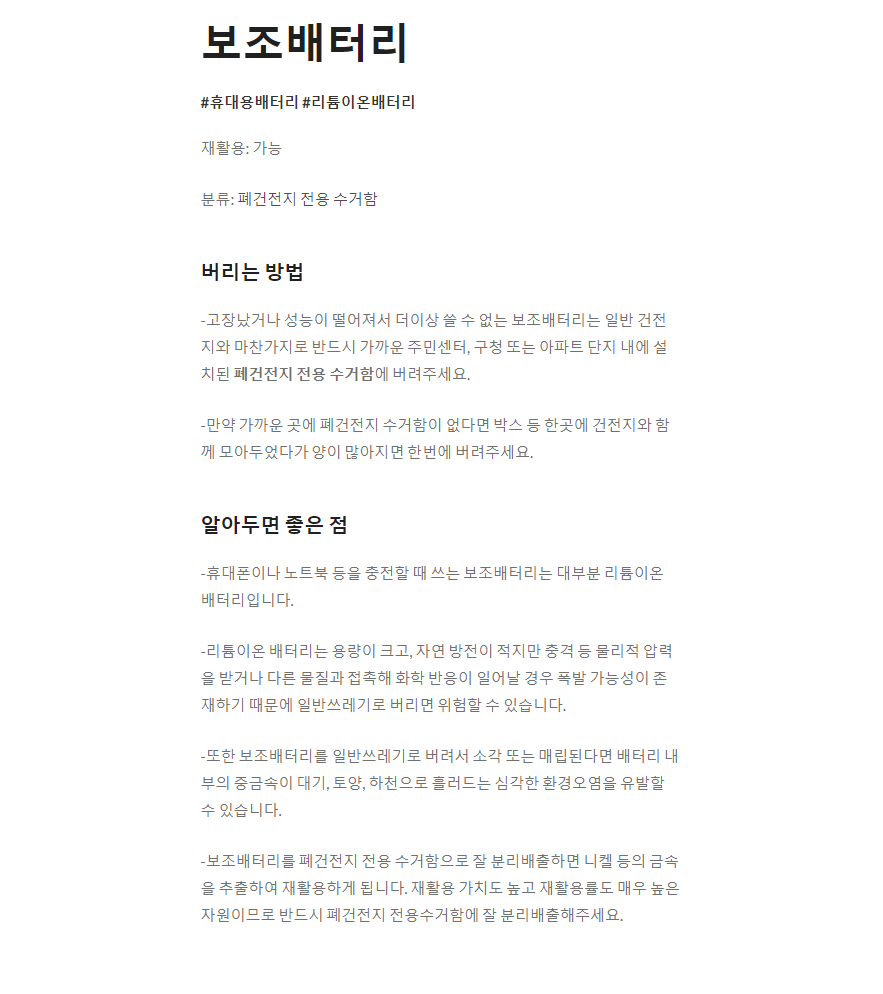 보조배터리
#휴대용배터리 #리튬이온배터리
재활용: 가능
분류: 폐건전지 전용 수거함
버리는 방법
-고장났거나 성능이 떨어져서 더이상 쓸 수 없는 보조배터리는 일반 건전
지와 마찬가지로 반드시 가까운 주민센터, 구청 또는 아파트 단지 내에 설
치된 폐건전지 전용 수거함에 버려주세요.
-만약 가까운 곳에 폐건전지 수거함이 없다면 박스 등 한곳에 건전지와 함
께 모아두었다가 양이 많아지면 한번에 버려주세요.
알아두면 좋은 점
-휴대폰이나 노트북 등을 충전할 때 쓰는 보조배터리는 대부분 리튬이온
배터리입니다.
-리튬이온 배터리는 용량이 크고, 자연 방전이 적지만 충격 등 물리적 압력
을 받거나 다른 물질과 접촉해 화학 반응이 일어날 경우 폭발 가능성이 존
재하기 때문에 일반쓰레기로 버리면 위험할 수 있습니다.
-또한 보조배터리를 일반쓰레기로 버려서 소각 또는 매립된다면 배터리 내
부의 중금속이 대기, 토양, 하천으로 흘러드는 심각한 환경오염을 유발할
수 있습니다.
-보조배터리를 폐건전지 전용 수거함으로 잘 분리배출하면 니켈 등의 금속
을 추출하여 재활용하게 됩니다. 재활용 가치도 높고 재활용률도 매우 높은
자원이므로 반드시 폐건전지 전용수거함에 잘 분리배출해주세요.